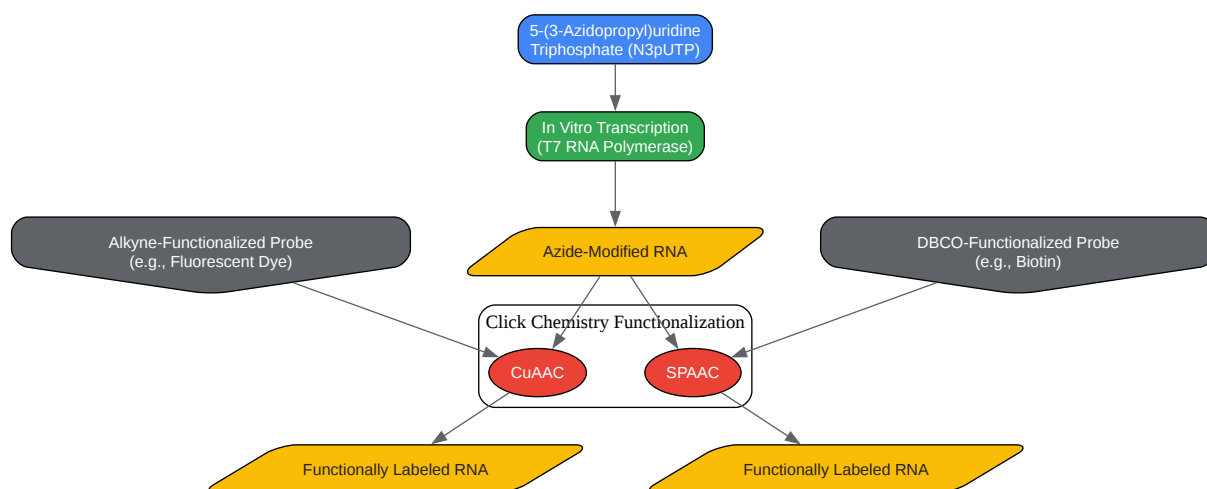 5-(3-Azidopropyl)uridine
Triphosphate (N3pUTP)
In Vitro Transcription
(T7 RNA Polymerase)
Alkyne-Functionalized Probe
(e.g., Fluorescent Dye)
Azide-Modified RNA
DBCO-Functionalized Probe
(e.g., Biotin)
Click Chemistry Functionalization
CuAAC
SPAAC
Functionally Labeled RNA
Functionally Labeled RNA